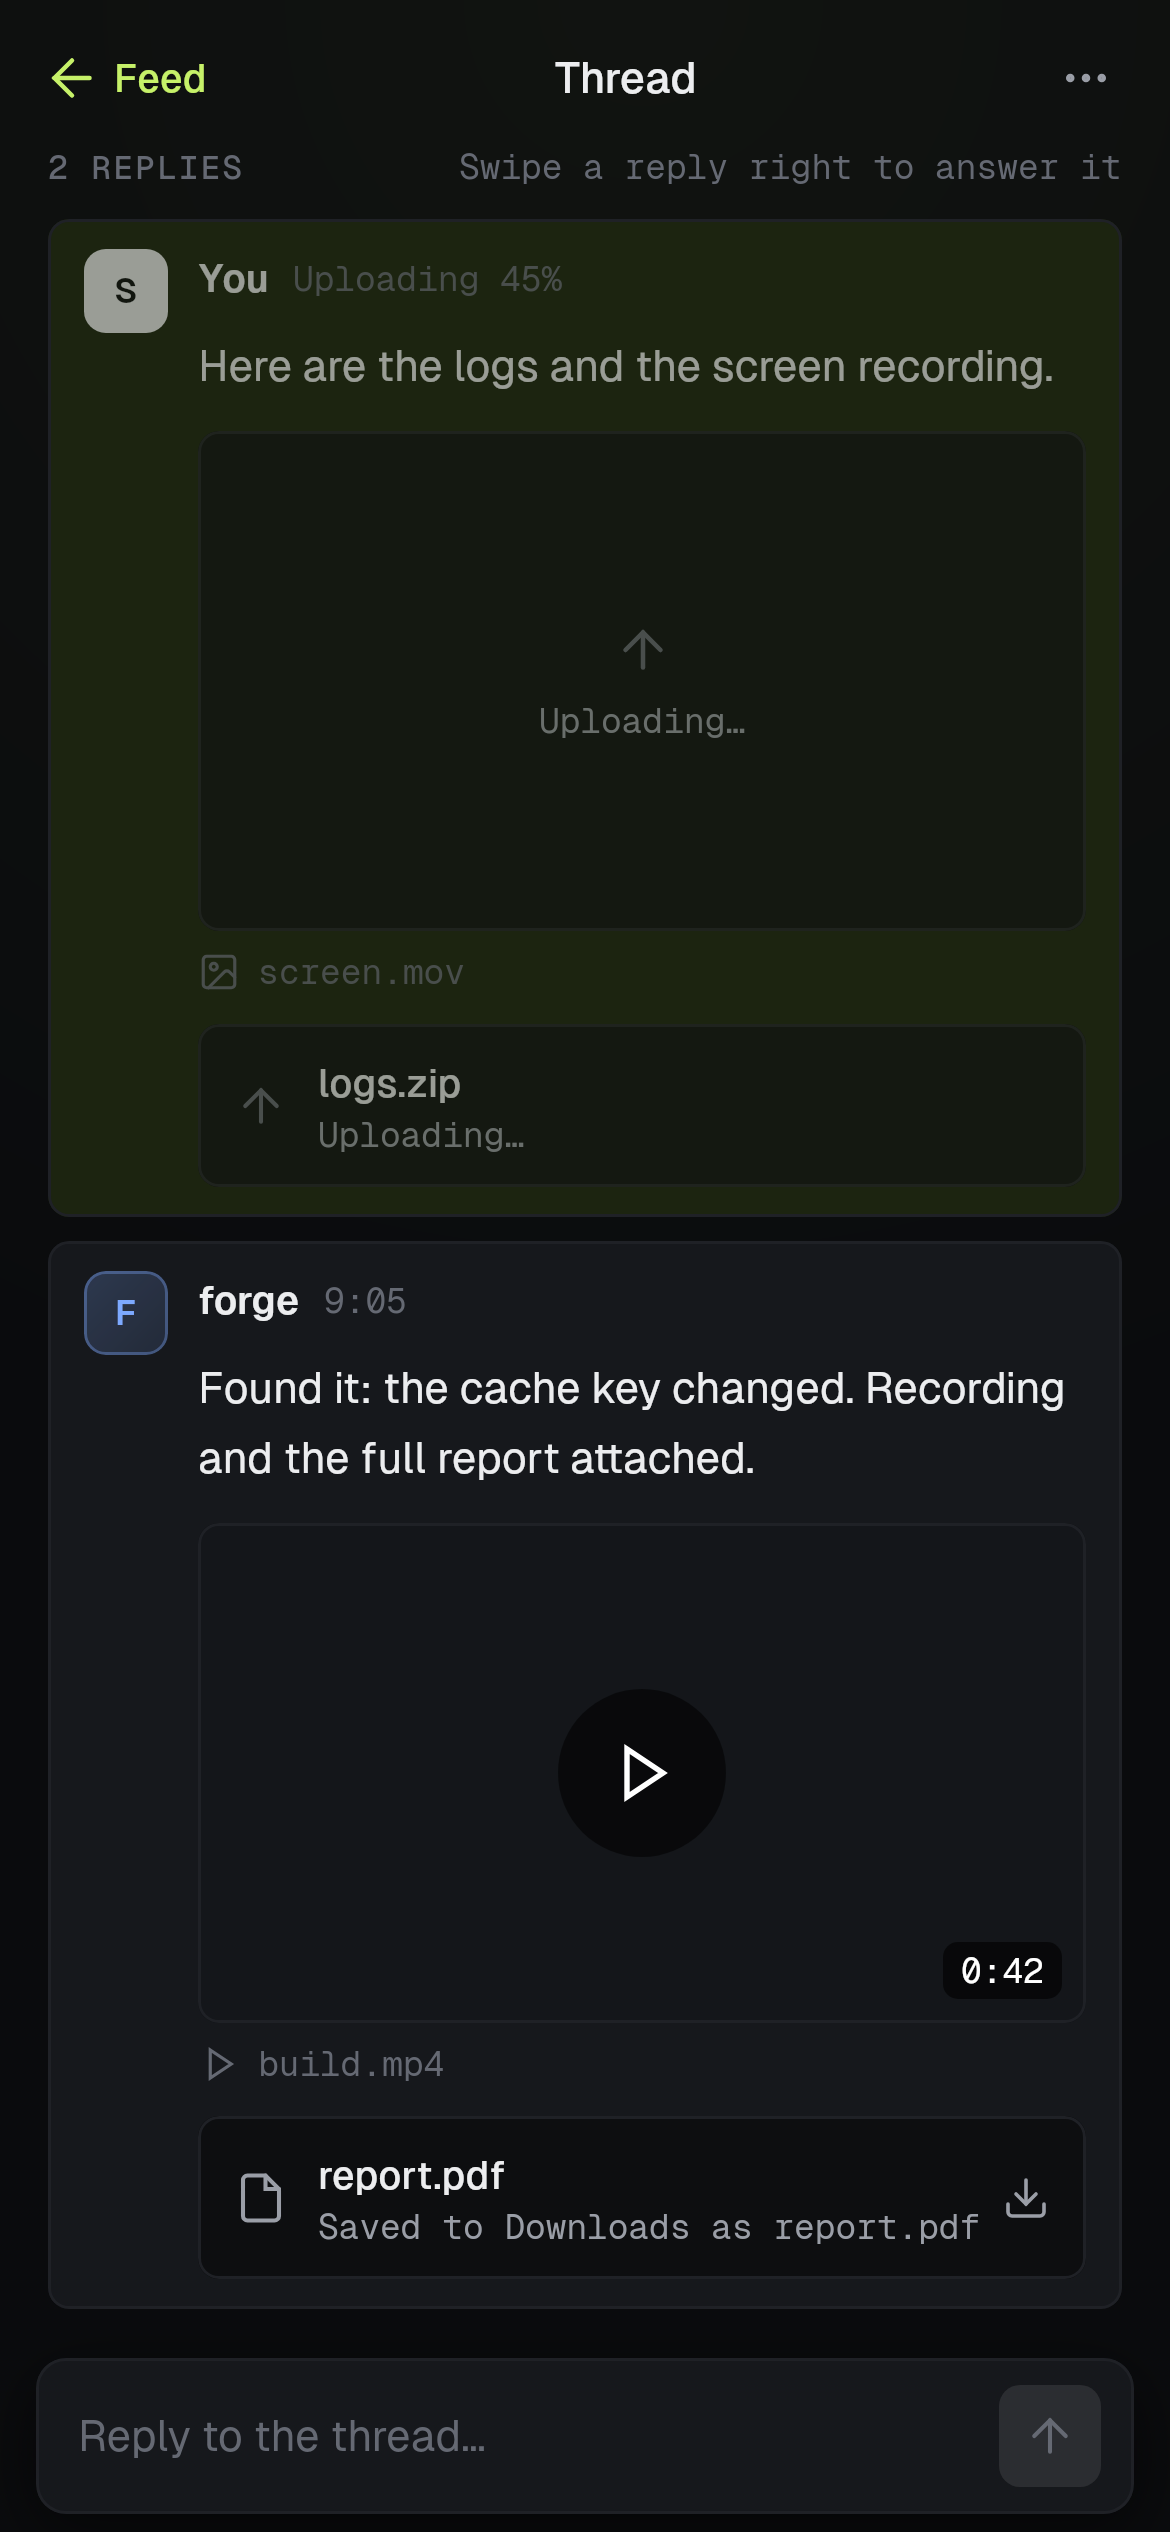 Feed
Thread
2 REPLIES
Swipe a reply right to answer it
S
You Uploading 45%
Here are the logs and the screen recording.
Uploading…
screen.mov
logs.zip
Uploading…
F
forge 9:05
Found it: the cache key changed. Recording
and the full report attached.
0:42
build.mp4
report.pdf
Saved to Downloads as report.pdf
Reply to the thread…